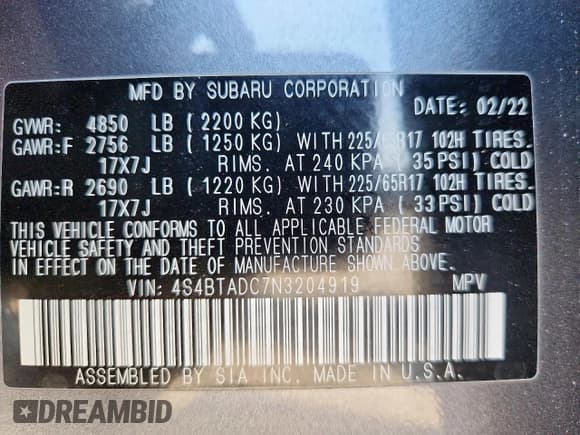 MFD BY SUBARU CORPORATION
DATE: 02/22
GVWR: 4850 LB ( 2200 KG)
GAWR:F 2756 LB ( 1250 KG) WITH 225/65R17 102H TIRES.
17X7J RIMS. AT 240 KPA ( 35 PSI) COLD
GAWR:R 2690 LB ( 1220 KG) WITH 225/65R17 102H TIRES.
17X7J RIMS. AT 230 KPA ( 33 PSI) COLD
THIS VEHICLE CONFORMS TO ALL APPLICABLE FEDERAL MOTOR
VEHICLE SAFETY AND THEFT PREVENTION STANDARDS
IN EFFECT ON THE DATE OF MANUFACTURE SHOWN ABOVE.
VIN: 4S4BTADC7N3204919 MPV
ASSEMBLED BY SIA INC. MADE IN U.S.A.
DREAMBID